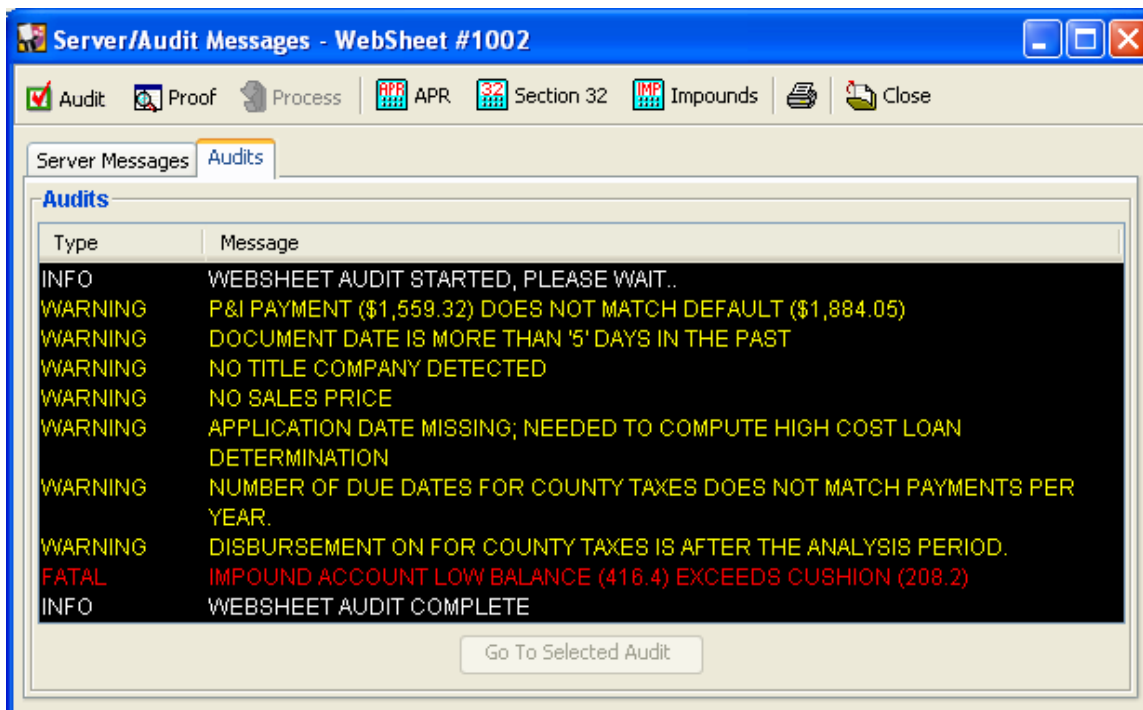 Server/Audit Messages - WebSheet #1002
Audit Proof Process APR APR 32 Section 32 IMP Impounds Close
Server Messages Audits
Audits
Type Message
INFO WEBSHEET AUDIT STARTED, PLEASE WAIT..
WARNING P&I PAYMENT ($1,559.32) DOES NOT MATCH DEFAULT ($1,884.05)
WARNING DOCUMENT DATE IS MORE THAN '5' DAYS IN THE PAST
WARNING NO TITLE COMPANY DETECTED
WARNING NO SALES PRICE
WARNING APPLICATION DATE MISSING; NEEDED TO COMPUTE HIGH COST LOAN
DETERMINATION
WARNING NUMBER OF DUE DATES FOR COUNTY TAXES DOES NOT MATCH PAYMENTS PER
YEAR.
WARNING DISBURSEMENT ON FOR COUNTY TAXES IS AFTER THE ANALYSIS PERIOD.
FATAL IMPOUND ACCOUNT LOW BALANCE (416.4) EXCEEDS CUSHION (208.2)
INFO WEBSHEET AUDIT COMPLETE
Go To Selected Audit